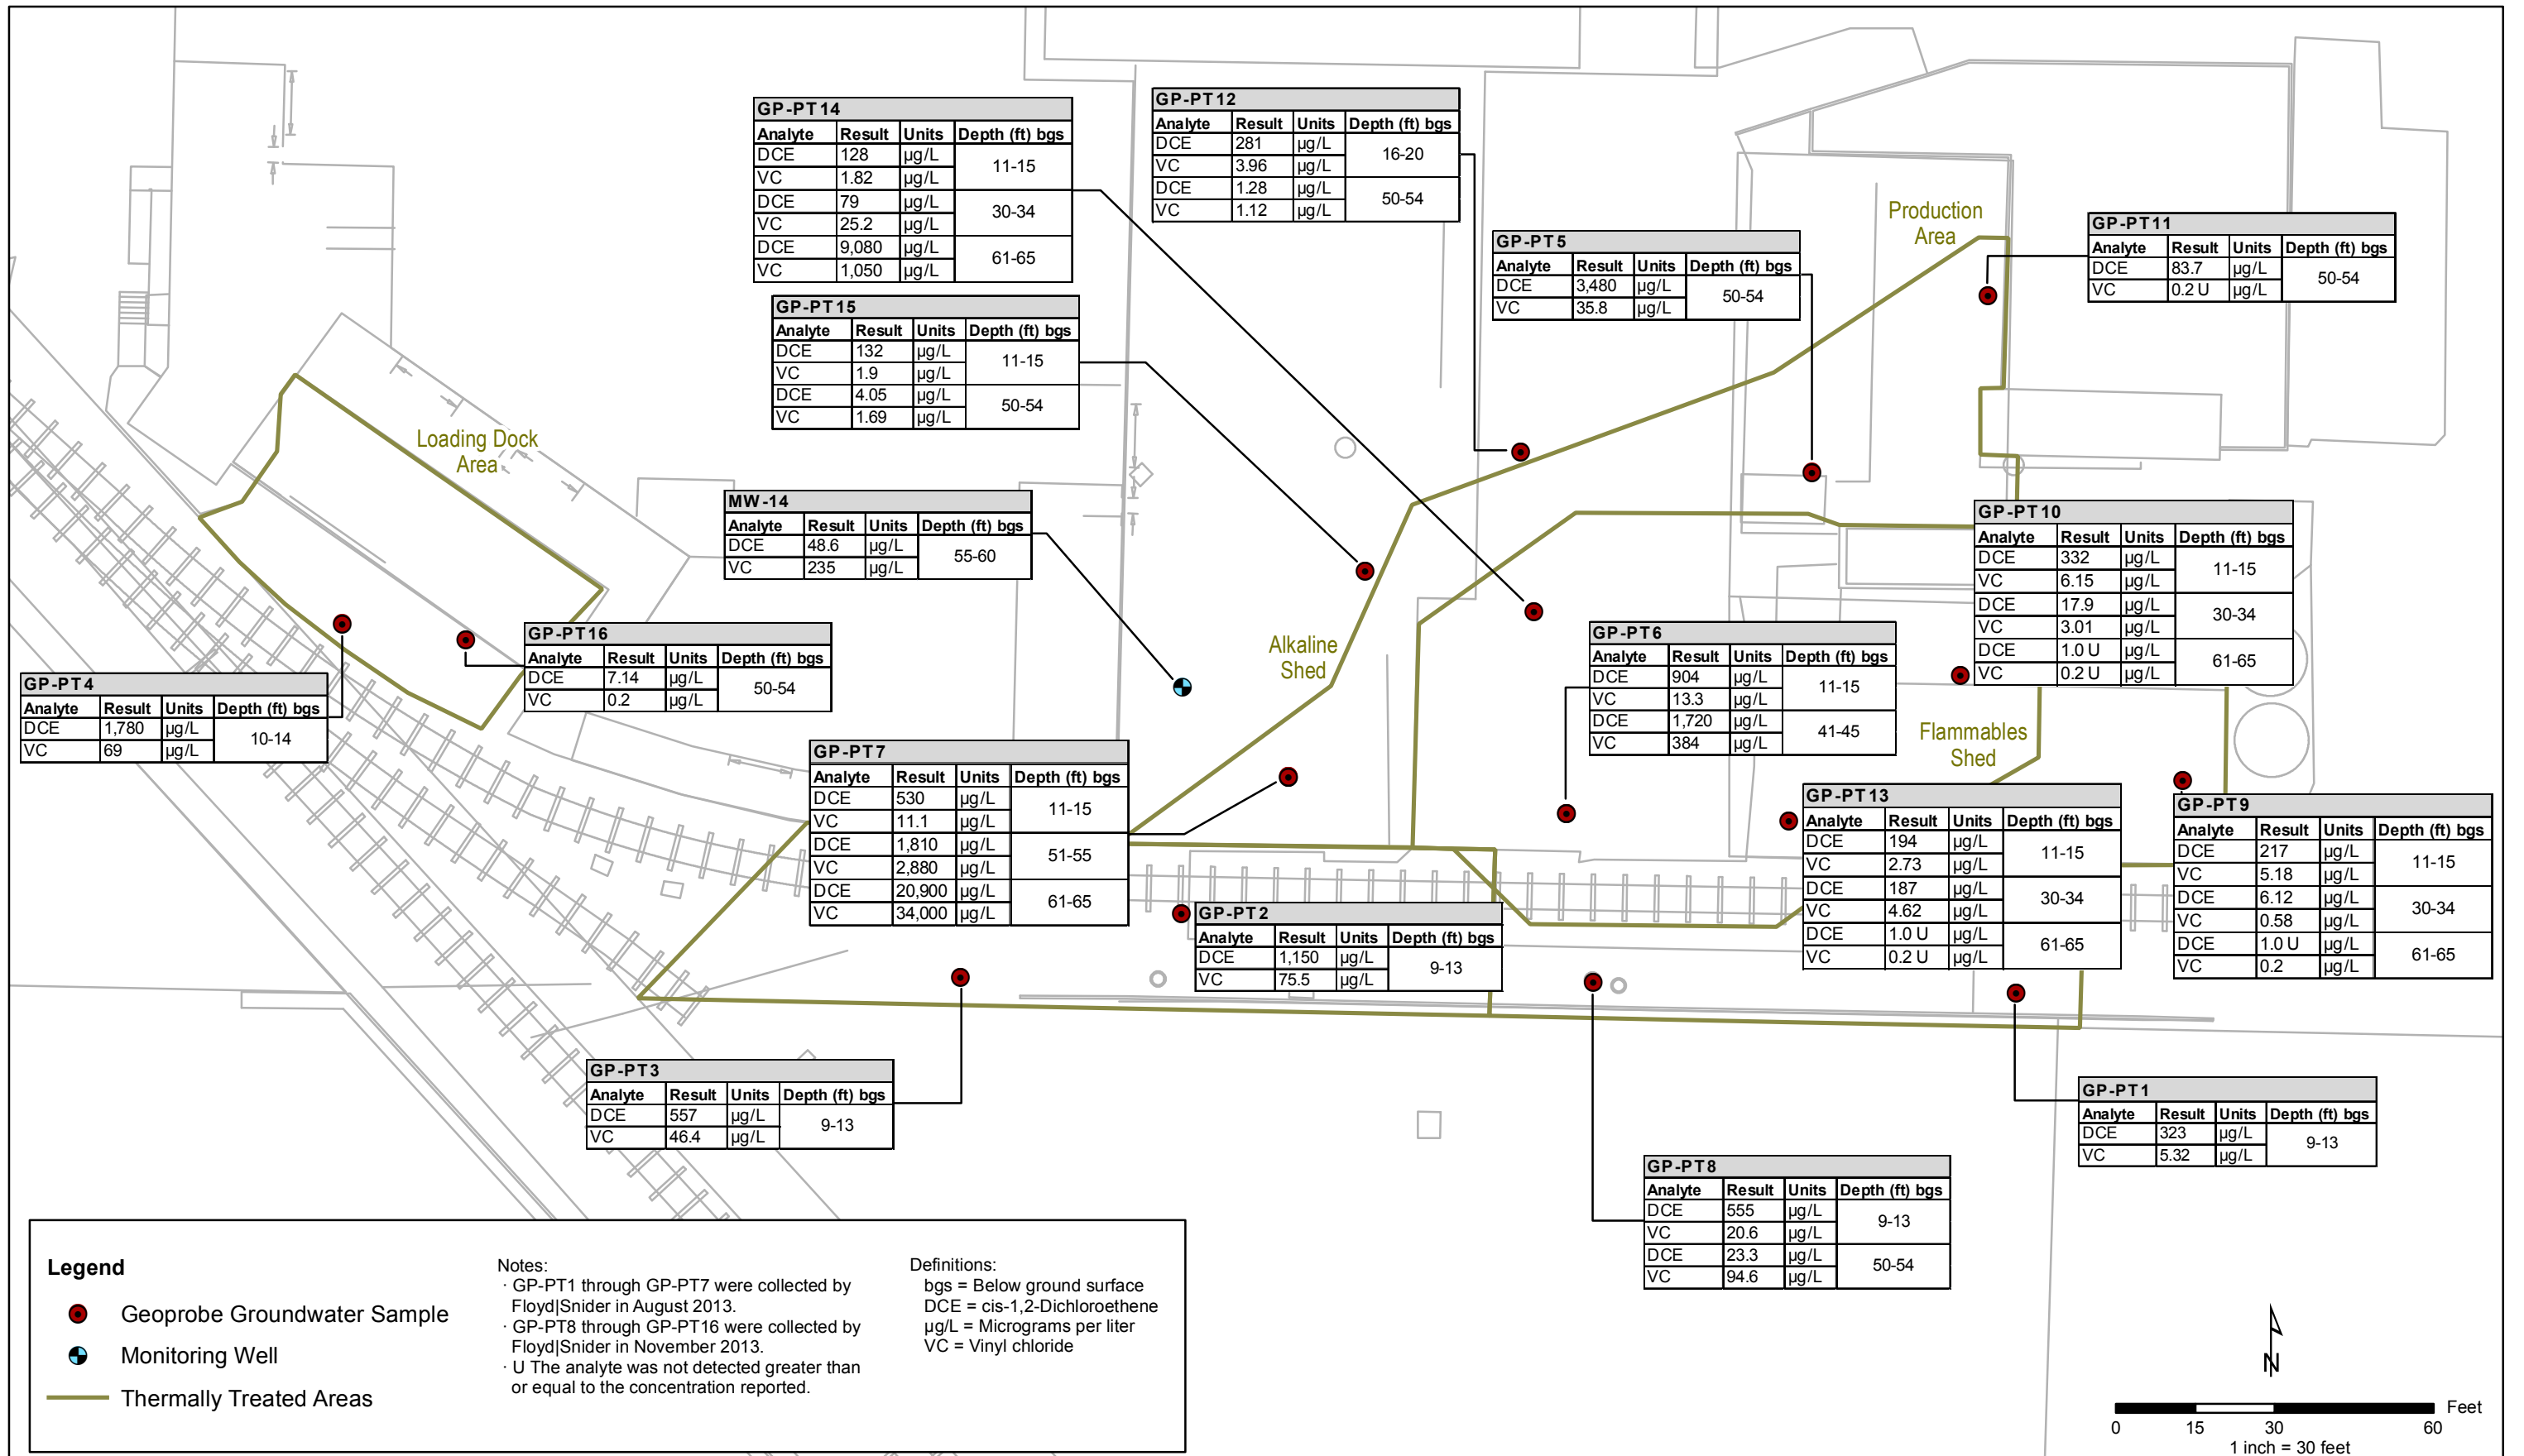 GP-PT14
Analyte Result Units Depth (ft) bgs
DCE 128 µg/L 11-15
VC 1.82 µg/L
DCE 79 µg/L 30-34
VC 25.2 µg/L
DCE 9,080 µg/L 61-65
VC 1,050 µg/L
GP-PT12
Analyte Result Units Depth (ft) bgs
DCE 281 µg/L 16-20
VC 3.96 µg/L
DCE 1.28 µg/L 50-54
VC 1.12 µg/L
GP-PT5
Analyte Result Units Depth (ft) bgs
DCE 3,480 µg/L 50-54
VC 35.8 µg/L
Production
Area
GP-PT11
Analyte Result Units Depth (ft) bgs
DCE 83.7 µg/L 50-54
VC 0.2 U µg/L
GP-PT15
Analyte Result Units Depth (ft) bgs
DCE 132 µg/L 11-15
VC 1.9 µg/L
DCE 4.05 µg/L 50-54
VC 1.69 µg/L
Loading Dock
Area
MW-14
Analyte Result Units Depth (ft) bgs
DCE 48.6 µg/L 55-60
VC 235 µg/L
GP-PT10
Analyte Result Units Depth (ft) bgs
DCE 332 µg/L 11-15
VC 6.15 µg/L
DCE 17.9 µg/L 30-34
VC 3.01 µg/L
DCE 1.0 U µg/L 61-65
VC 0.2 U µg/L
GP-PT16
Analyte Result Units Depth (ft) bgs
DCE 7.14 µg/L 50-54
VC 0.2 µg/L
Alkaline
Shed
GP-PT6
Analyte Result Units Depth (ft) bgs
DCE 904 µg/L 11-15
VC 13.3 µg/L
DCE 1,720 µg/L 41-45
VC 384 µg/L
GP-PT4
Analyte Result Units Depth (ft) bgs
DCE 1,780 µg/L 10-14
VC 69 µg/L
Flammables
Shed
GP-PT7
Analyte Result Units Depth (ft) bgs
DCE 530 µg/L 11-15
VC 11.1 µg/L
DCE 1,810 µg/L 51-55
VC 2,880 µg/L
DCE 20,900 µg/L 61-65
VC 34,000 µg/L
GP-PT13
Analyte Result Units Depth (ft) bgs
DCE 194 µg/L 11-15
VC 2.73 µg/L
DCE 187 µg/L 30-34
VC 4.62 µg/L
DCE 1.0 U µg/L 61-65
VC 0.2 U µg/L
GP-PT9
Analyte Result Units Depth (ft) bgs
DCE 217 µg/L 11-15
VC 5.18 µg/L
DCE 6.12 µg/L 30-34
VC 0.58 µg/L
DCE 1.0 U µg/L 61-65
VC 0.2 µg/L
GP-PT2
Analyte Result Units Depth (ft) bgs
DCE 1,150 µg/L 9-13
VC 75.5 µg/L
GP-PT3
Analyte Result Units Depth (ft) bgs
DCE 557 µg/L 9-13
VC 46.4 µg/L
GP-PT1
Analyte Result Units Depth (ft) bgs
DCE 323 µg/L 9-13
VC 5.32 µg/L
GP-PT8
Analyte Result Units Depth (ft) bgs
DCE 555 µg/L 9-13
VC 20.6 µg/L
DCE 23.3 µg/L 50-54
VC 94.6 µg/L
Legend
Geoprobe Groundwater Sample
Monitoring Well
Thermally Treated Areas
Notes:
· GP-PT1 through GP-PT7 were collected by
Floyd|Snider in August 2013.
· GP-PT8 through GP-PT16 were collected by
Floyd|Snider in November 2013.
· U The analyte was not detected greater than
or equal to the concentration reported.
Definitions:
bgs = Below ground surface
DCE = cis-1,2-Dichloroethene
µg/L = Micrograms per liter
VC = Vinyl chloride
N
Feet
0 15 30 60
1 inch = 30 feet